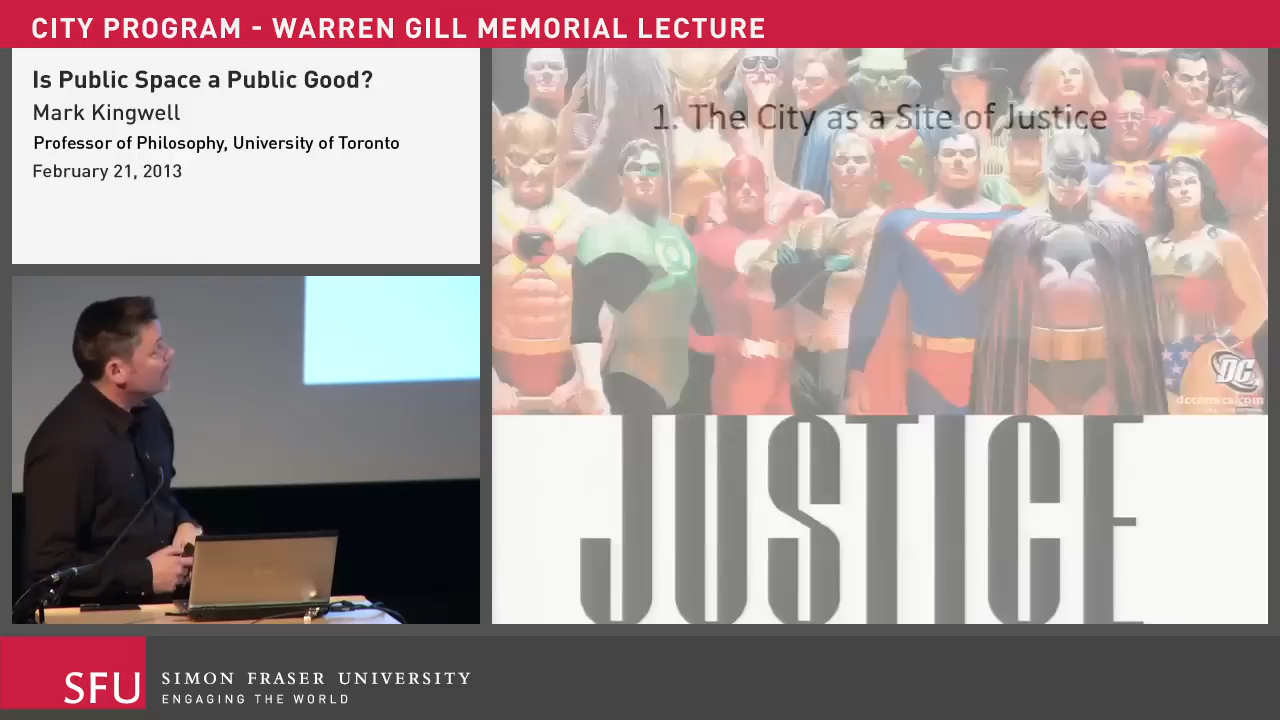 CITY PROGRAM - WARREN GILL MEMORIAL LECTURE
Is Public Space a Public Good?
Mark Kingwell
Professor of Philosophy, University of Toronto
February 21, 2013
1. The City as a Site of Justice
DC
dccomics.com
JUSTICE
SFU
SIMON FRASER UNIVERSITY
ENGAGING THE WORLD